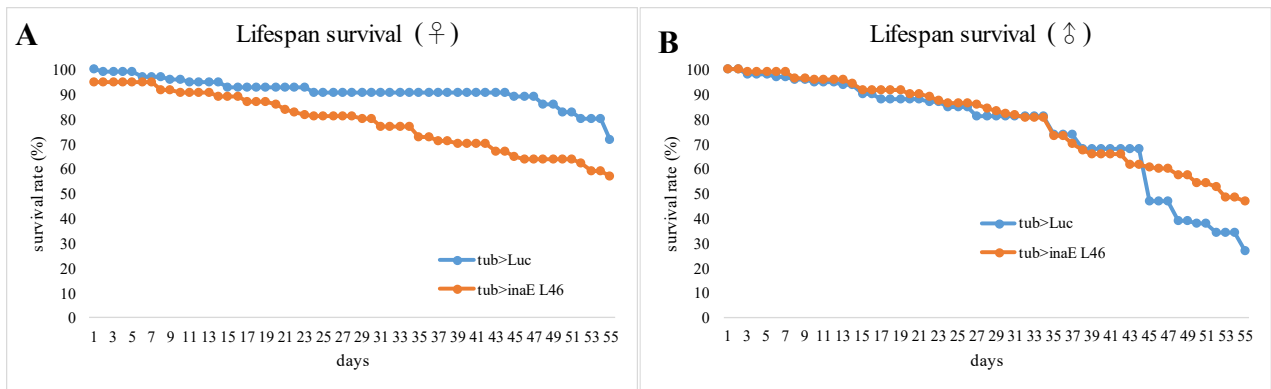 A
Lifespan survival (♀)
survival rate (%)
100
90
80
70
60
50
40
30
20
10
0
tub>Luc
tub>inaE L46
1 3 5 7 9 11 13 15 17 19 21 23 25 27 29 31 33 35 37 39 41 43 45 47 49 51 53 55
days
B
Lifespan survival (♂)
survival rate (%)
100
90
80
70
60
50
40
30
20
10
0
tub>Luc
tub>inaE L46
1 3 5 7 9 11 13 15 17 19 21 23 25 27 29 31 33 35 37 39 41 43 45 47 49 51 53 55
days